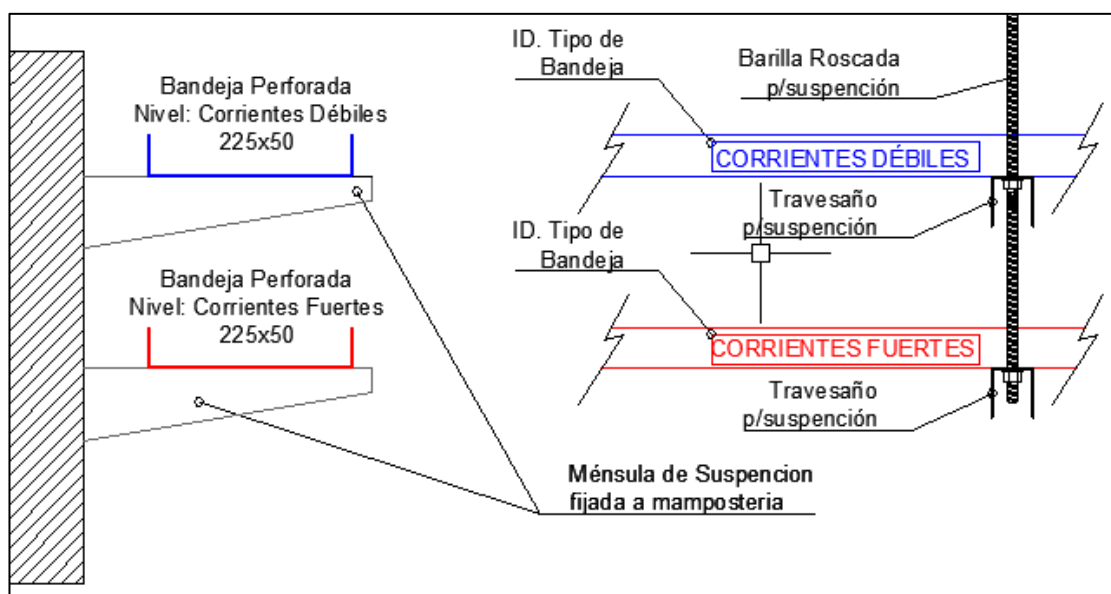 Bandeja Perforada
Nivel: Corrientes Débiles
225x50
Bandeja Perforada
Nivel: Corrientes Fuertes
225x50
ID. Tipo de
Bandeja
Barilla Roscada
p/suspención
CORRIENTES DÉBILES
Travesaño
p/suspención
ID. Tipo de
Bandeja
CORRIENTES FUERTES
Travesaño
p/suspención
Ménsula de Suspencion
fijada a mamposteria